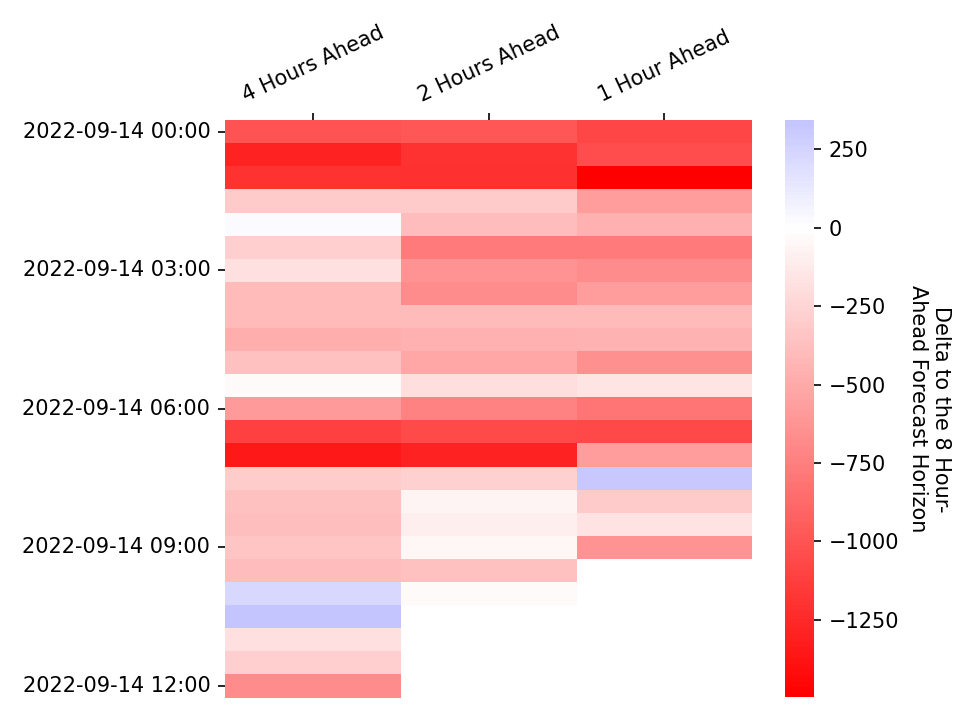 4 Hours Ahead
2 Hours Ahead
1 Hour Ahead
2022-09-14 00:00
2022-09-14 03:00
2022-09-14 06:00
2022-09-14 09:00
2022-09-14 12:00
250
0
−250
−500
−750
−1000
−1250
Delta to the 8 Hour-
Ahead Forecast Horizon